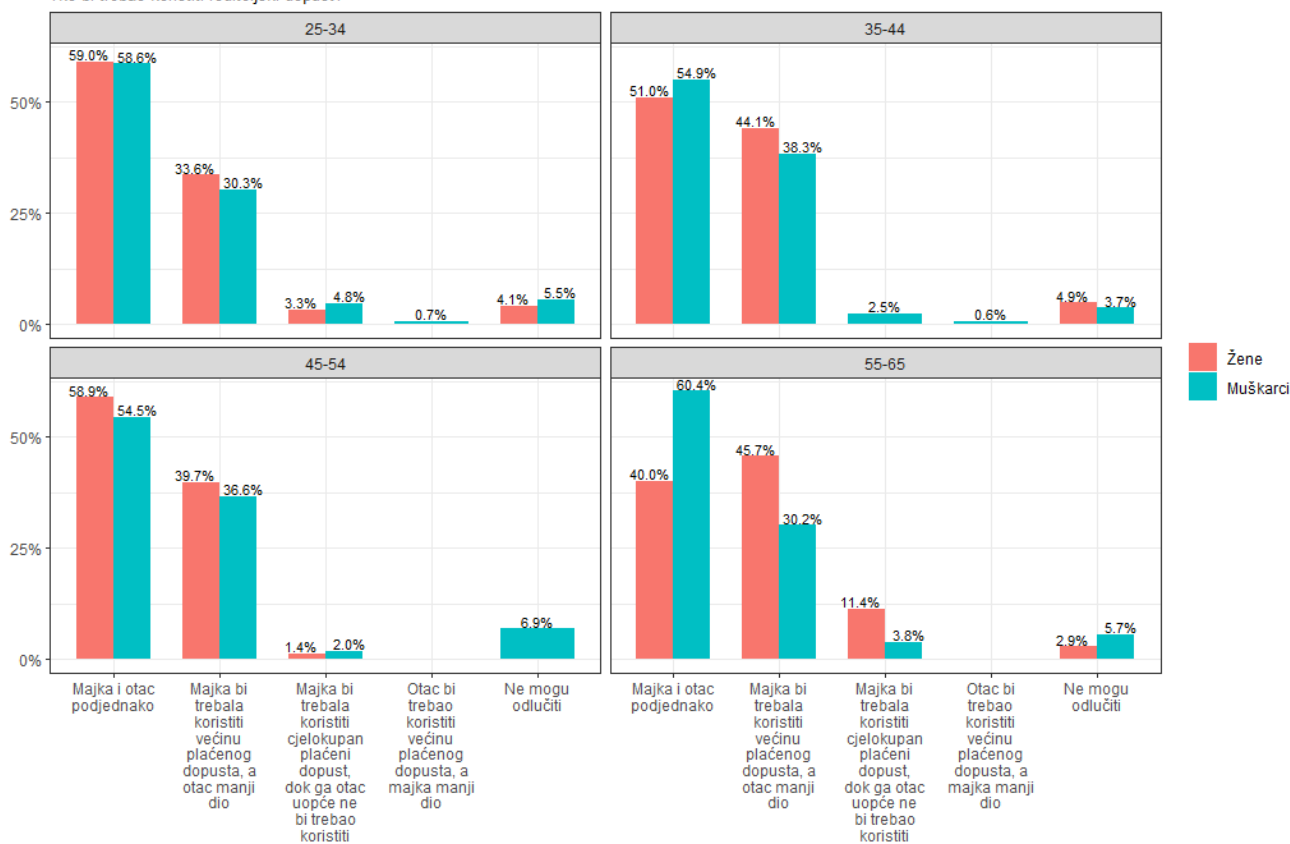 25-34
35-44
59.0% 58.6%
33.6% 30.3%
3.3% 4.8%
0.7%
4.1% 5.5%
51.0% 54.9%
44.1% 38.3%
2.5%
0.6%
4.9% 3.7%
50%
25%
0%
45-54
55-65
58.9% 54.5%
39.7% 36.6%
1.4% 2.0%
6.9%
40.0% 60.4%
45.7% 30.2%
11.4% 3.8%
2.9% 5.7%
50%
25%
0%
Majka i otac
podjednako
Majka bi
trebala
koristiti
većinu
plaćenog
dopusta, a
otac manji
dio
Majka bi
trebala
koristiti
cjelokupan
plaćeni
dopust,
dok ga otac
uopće ne
bi trebao
koristiti
Otac bi
trebao
koristiti
većinu
plaćenog
dopusta, a
majka manji
dio
Ne mogu
odlučiti
Majka i otac
podjednako
Majka bi
trebala
koristiti
većinu
plaćenog
dopusta, a
otac manji
dio
Majka bi
trebala
koristiti
cjelokupan
plaćeni
dopust,
dok ga otac
uopće ne
bi trebao
koristiti
Otac bi
trebao
koristiti
većinu
plaćenog
dopusta, a
majka manji
dio
Ne mogu
odlučiti
Žene
Muškarci